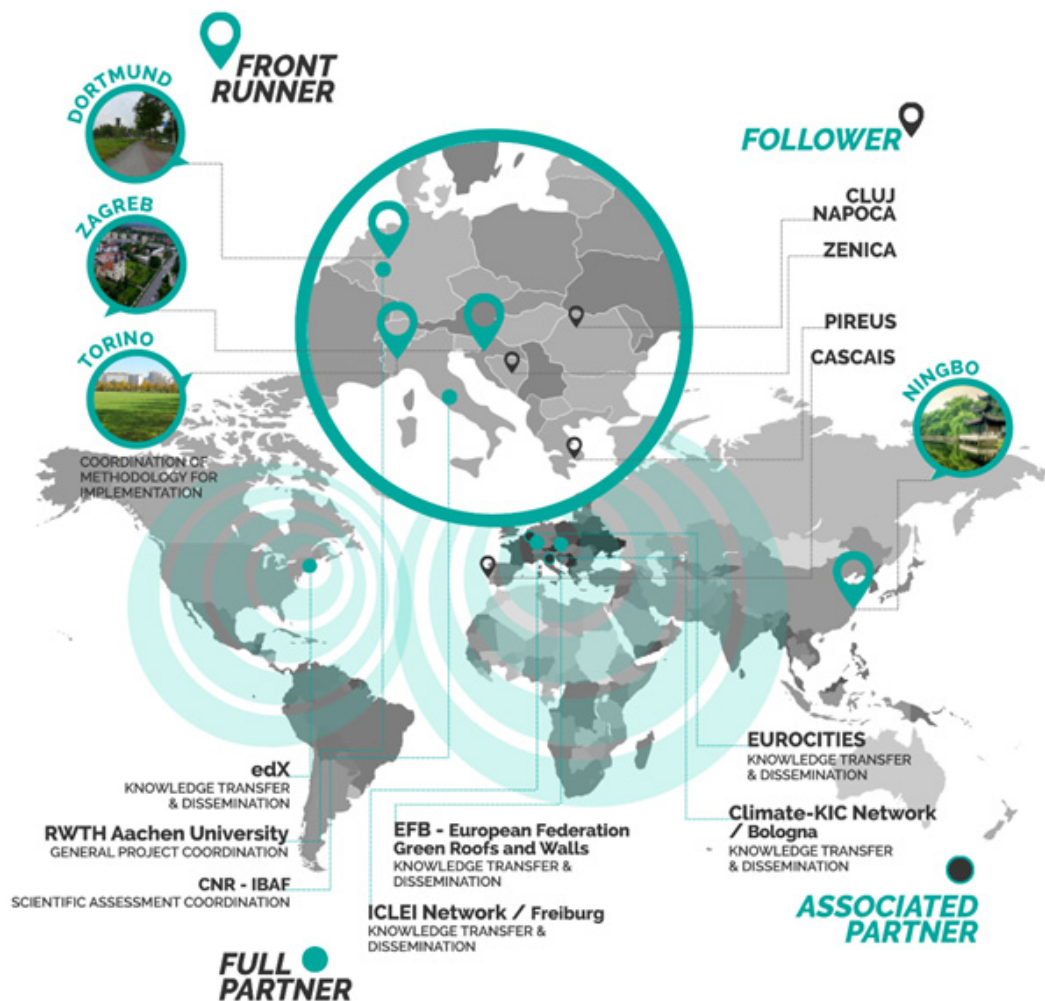 FRONT
RUNNER
DORTMUND
FOLLOWER
CLUJ
NAPOCA
ZAGREB
ZENICA
PIREUS
TORINO
CASCAIS
NINGBO
COORDINATION OF
METHODOLOGY FOR
IMPLEMENTATION
edX
KNOWLEDGE TRANSFER
& DISSEMINATION
RWTH Aachen University
GENERAL PROJECT COORDINATION
CNR - IBAF
SCIENTIFIC ASSESSMENT COORDINATION
EFB - European Federation
Green Roofs and Walls
KNOWLEDGE TRANSFER &
DISSEMINATION
ICLEI Network / Freiburg
KNOWLEDGE TRANSFER &
DISSEMINATION
EUROCITIES
KNOWLEDGE TRANSFER
& DISSEMINATION
Climate-KIC Network
/ Bologna
KNOWLEDGE TRANSFER
& DISSEMINATION
ASSOCIATED
PARTNER
FULL
PARTNER